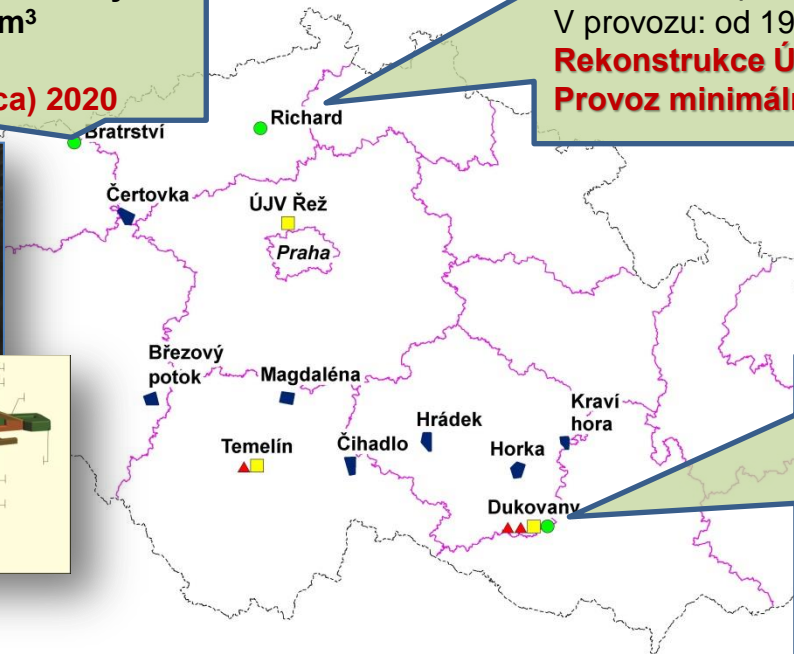 m³
ca) 2020
V provozu: od 19
Rekonstrukce Ú
Provoz minimáln
Bratrství
Richard
Čertovka
ÚJV Řež
Praha
Březový
potok
Magdaléna
Hrádek
Kraví
hora
Temelín
Čihadlo
Horka
Dukovany